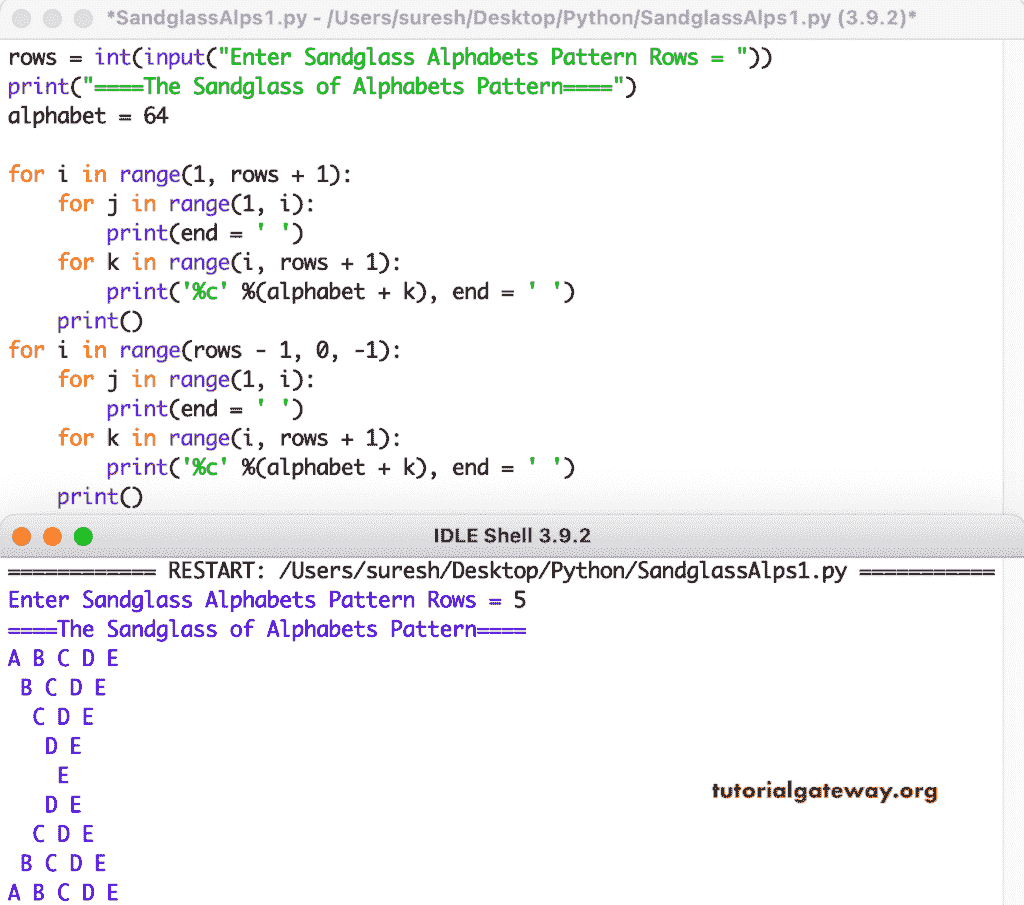 *SandglassAlps1.py - /Users/suresh/Desktop/Python/SandglassAlps1.py (3.9.2)*
rows = int(input("Enter Sandglass Alphabets Pattern Rows = "))
print("====The Sandglass of Alphabets Pattern====")
alphabet = 64

for i in range(1, rows + 1):
    for j in range(1, i):
        print(end = ' ')
    for k in range(i, rows + 1):
        print('%c' %(alphabet + k), end = ' ')
    print()
for i in range(rows - 1, 0, -1):
    for j in range(1, i):
        print(end = ' ')
    for k in range(i, rows + 1):
        print('%c' %(alphabet + k), end = ' ')
    print()
IDLE Shell 3.9.2
============ RESTART: /Users/suresh/Desktop/Python/SandglassAlps1.py ===========
Enter Sandglass Alphabets Pattern Rows = 5
====The Sandglass of Alphabets Pattern====
A B C D E
 B C D E
  C D E
   D E
    E
   D E
  C D E
 B C D E
A B C D E
tutorialgateway.org